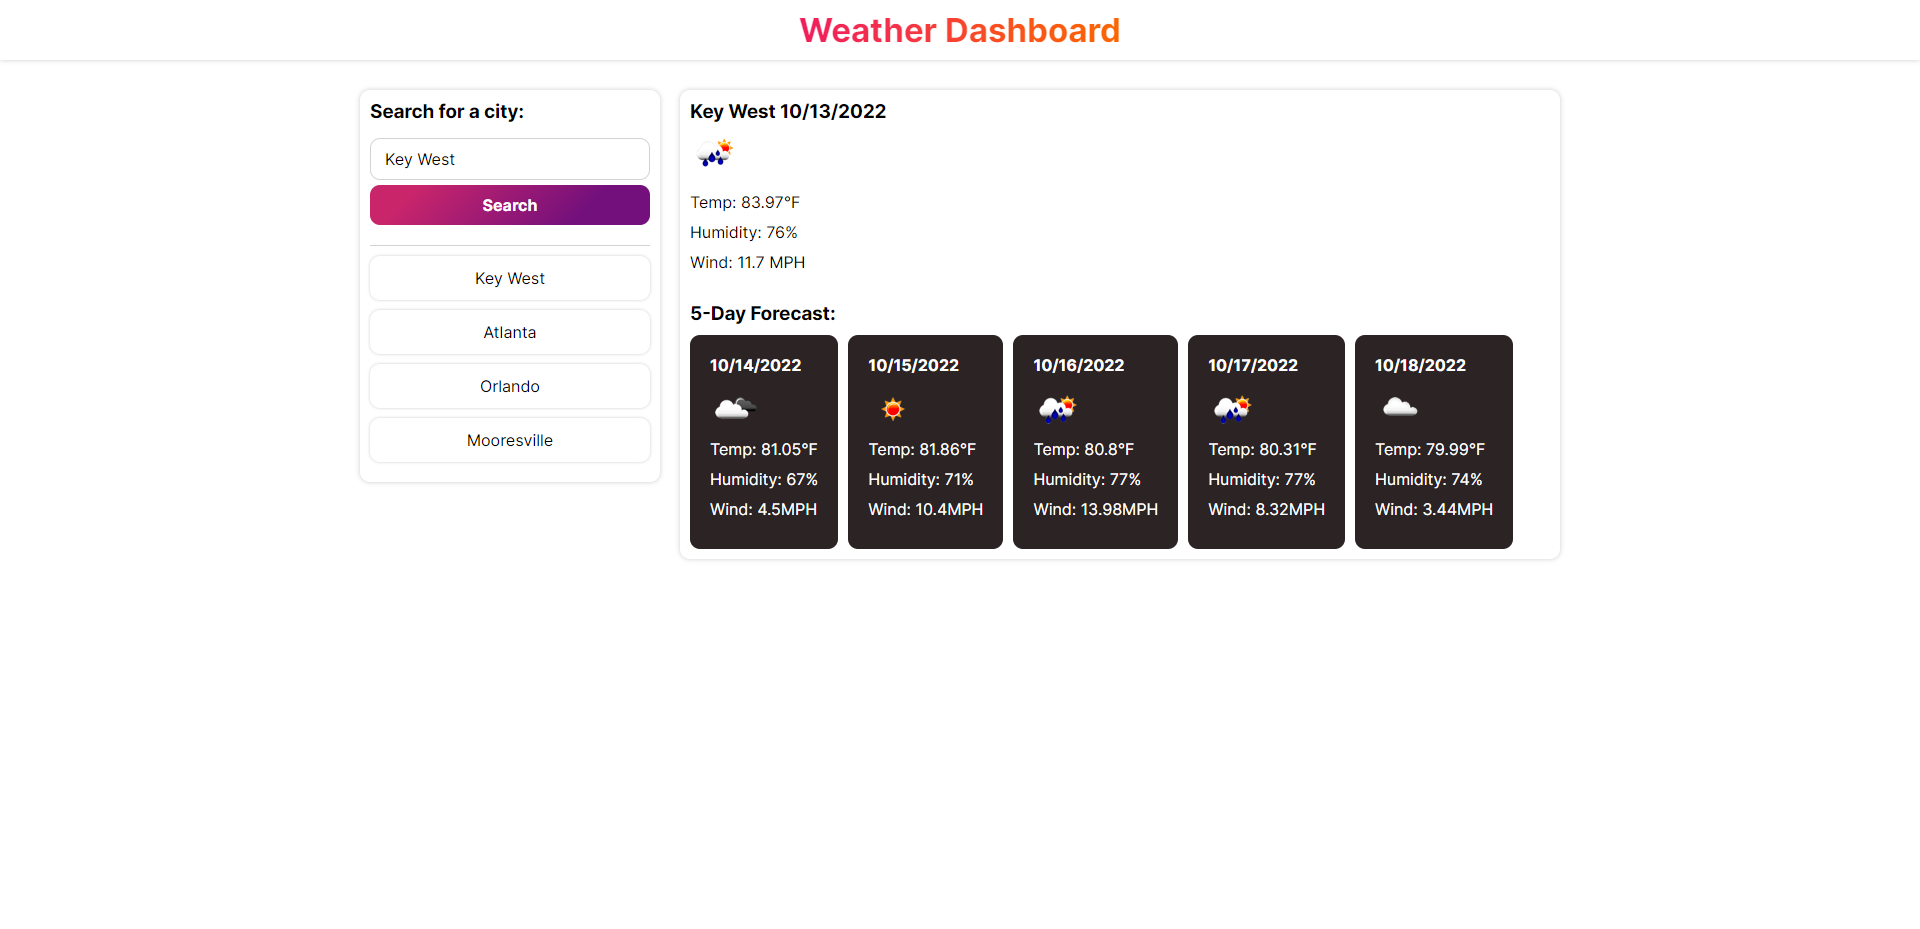 Weather Dashboard
Search for a city:
Key West
Search
Key West
Atlanta
Orlando
Mooresville
Key West 10/13/2022
Temp: 83.97°F
Humidity: 76%
Wind: 11.7 MPH
5-Day Forecast:
10/14/2022
Temp: 81.05°F
Humidity: 67%
Wind: 4.5MPH
10/15/2022
Temp: 81.86°F
Humidity: 71%
Wind: 10.4MPH
10/16/2022
Temp: 80.8°F
Humidity: 77%
Wind: 13.98MPH
10/17/2022
Temp: 80.31°F
Humidity: 77%
Wind: 8.32MPH
10/18/2022
Temp: 79.99°F
Humidity: 74%
Wind: 3.44MPH